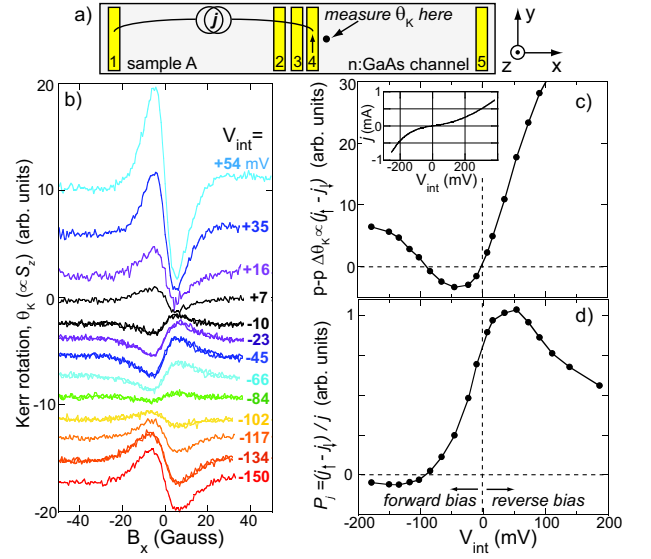 a)
j
measure θK here
1
sample A
2
3
4
n:GaAs channel
5
y
z
x
b)
Vint=
+54 mV
+35
+16
+7
-10
-23
-45
-66
-84
-102
-117
-134
-150
20
10
0
-10
-20
Kerr rotation, θK (∝Sz) (arb. units)
-40
0
20
40
Bx (Gauss)
c)
30
20
10
0
p-p ΔθK∝(j↑ - j↓) (arb. units)
1
0
1
j (mA)
-200
0
200
Vint (mV)
d)
1
0
Pj =(j↑ - j↓) / j (arb. units)
forward bias
reverse bias
-200
-100
0
100
200
Vint (mV)